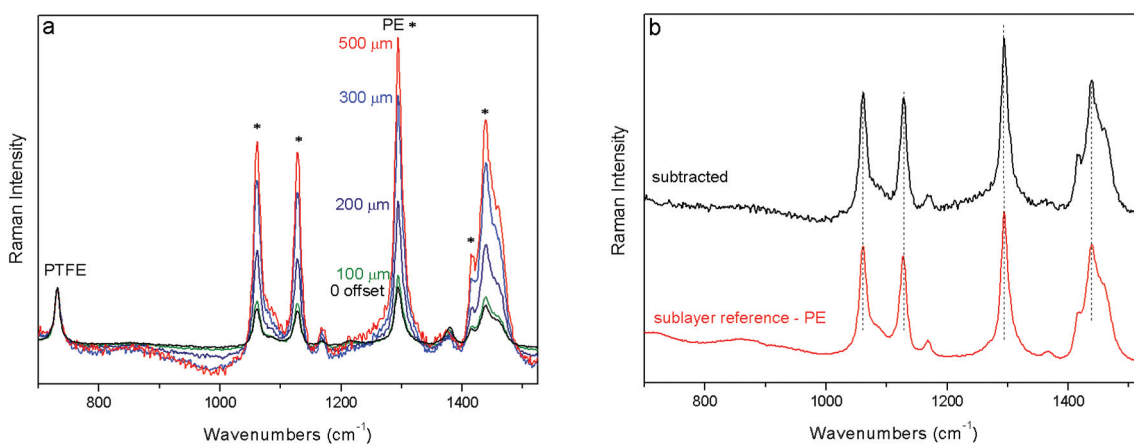 a
PE *
500 μm
300 μm
*
*
*
200 μm
*
100 μm
0 offset
PTFE
Raman Intensity
800
1000
1200
1400
Wavenumbers (cm⁻¹)
b
subtracted
sublayer reference - PE
Raman Intensity
800
1000
1200
1400
Wavenumbers (cm⁻¹)